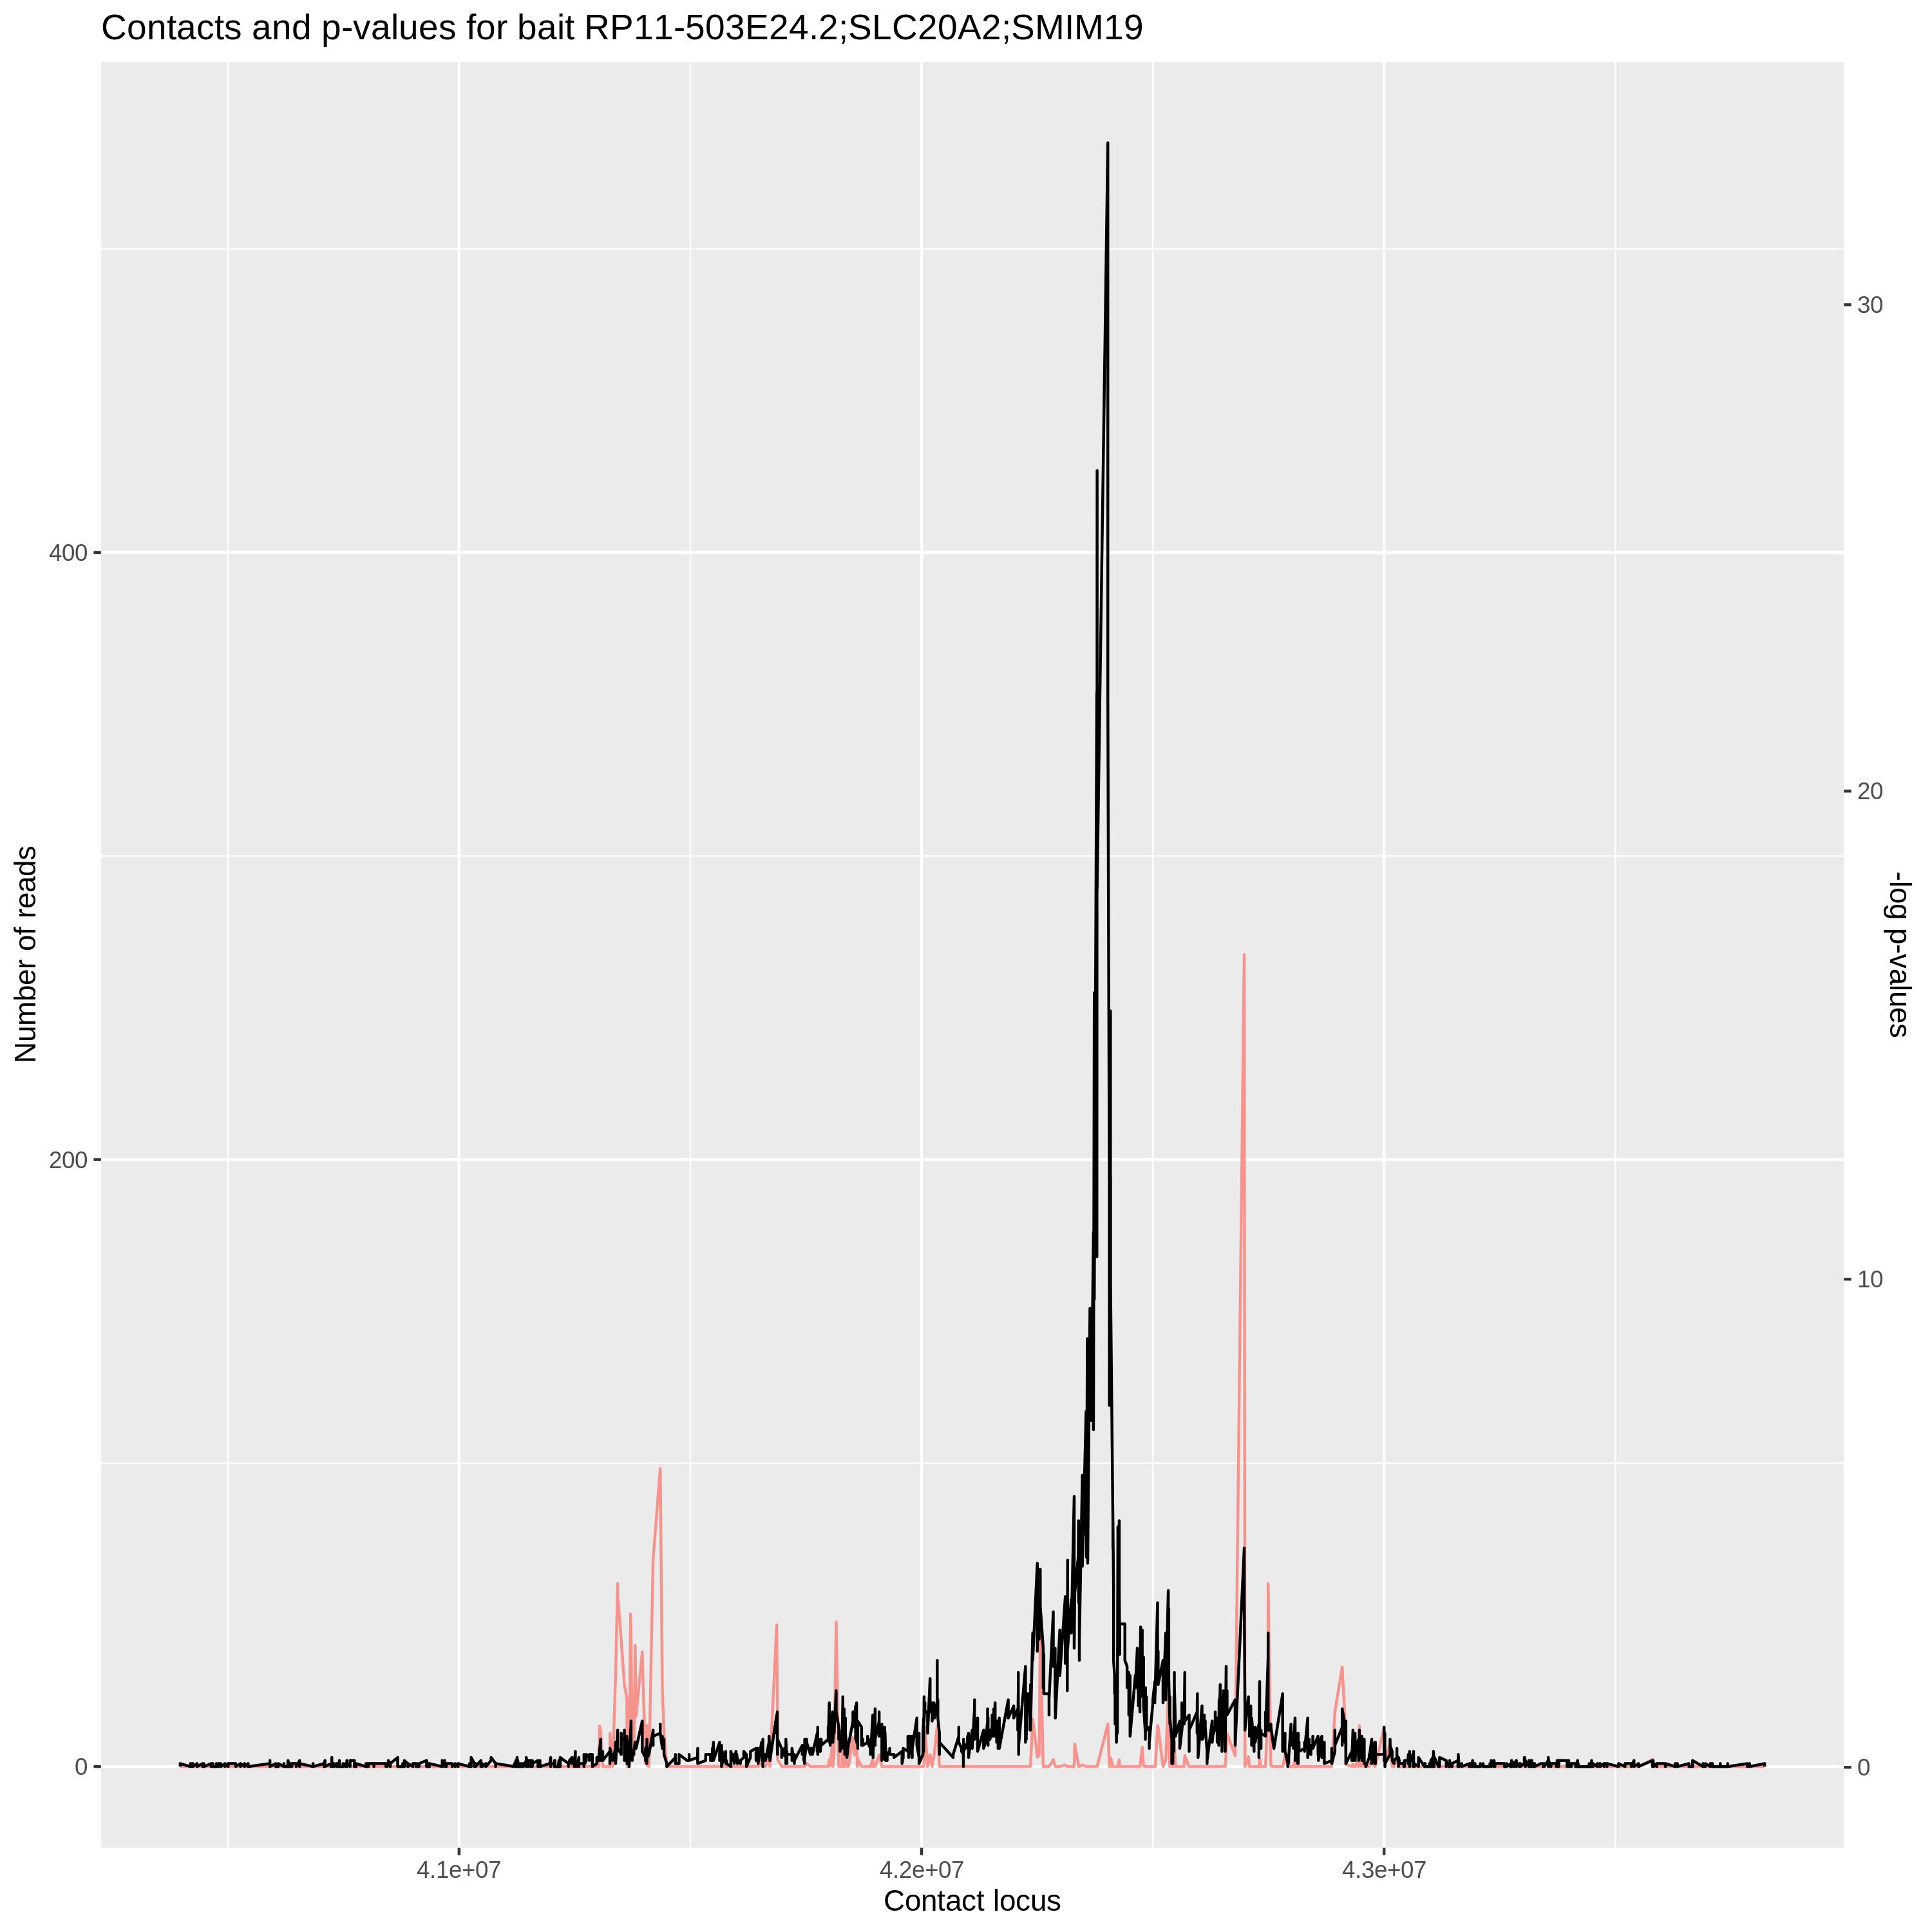 Contacts and p-values for bait RP11-503E24.2;SLC20A2;SMIM19
400
200
0
Number of reads
30
20
10
0
-log p-values
4.1e+07
4.2e+07
4.3e+07
Contact locus